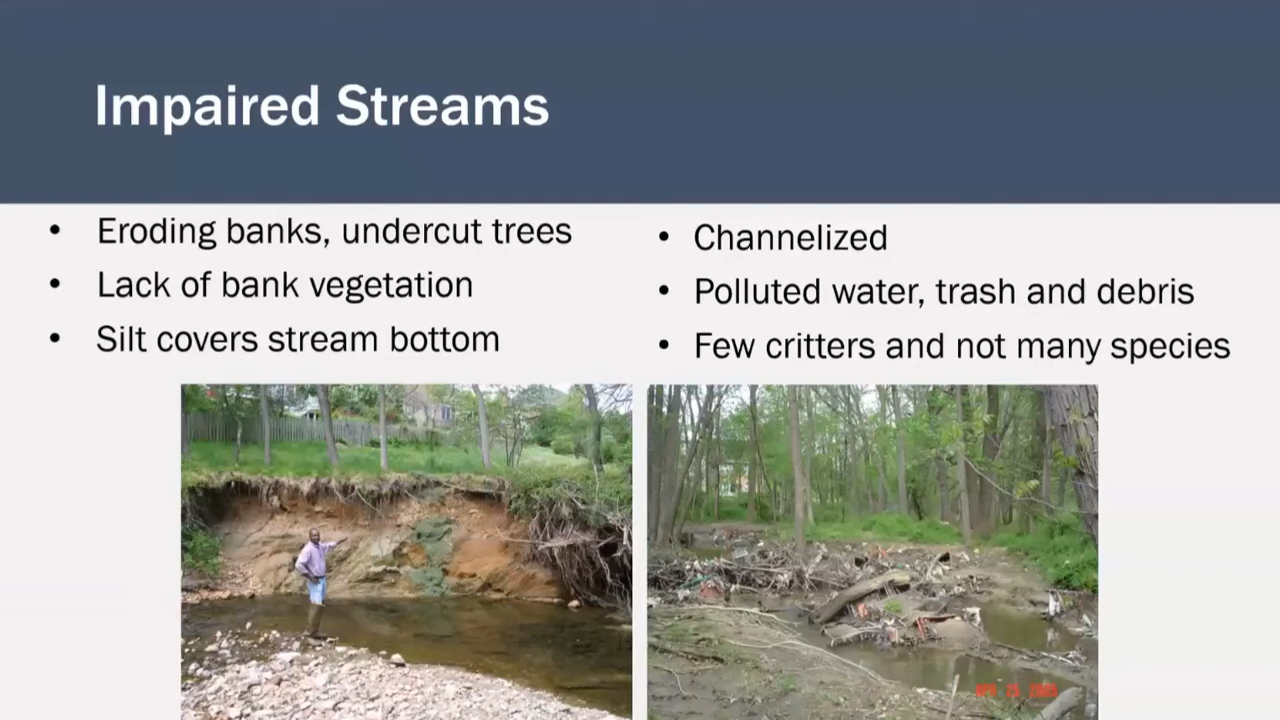 Impaired Streams
• Eroding banks, undercut trees
• Lack of bank vegetation
• Silt covers stream bottom
• Channelized
• Polluted water, trash and debris
• Few critters and not many species